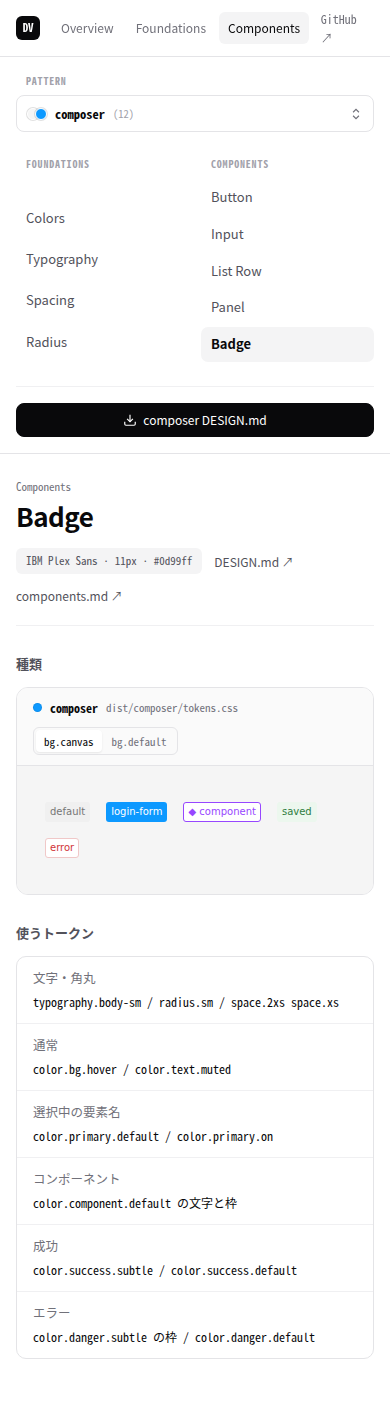 DV Overview Foundations Components GitHub ↗
PATTERN
composer (12)
FOUNDATIONS
Colors
Typography
Spacing
Radius
COMPONENTS
Button
Input
List Row
Panel
Badge
composer DESIGN.md
Components
Badge
IBM Plex Sans · 11px · #0d99ff DESIGN.md ↗
components.md ↗
種類
composer dist/composer/tokens.css
bg.canvas bg.default
default login-form ◆ component saved
error
使うトークン
文字・角丸
typography.body-sm / radius.sm / space.2xs space.xs
通常
color.bg.hover / color.text.muted
選択中の要素名
color.primary.default / color.primary.on
コンポーネント
color.component.default の文字と枠
成功
color.success.subtle / color.success.default
エラー
color.danger.subtle の枠 / color.danger.default